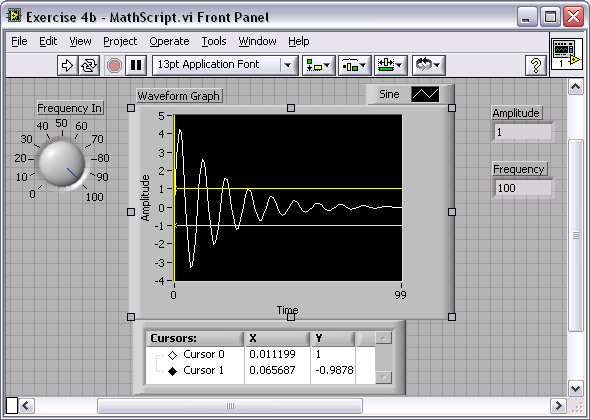 Exercise 4b - MathScript.vi Front Panel
File Edit View Project Operate Tools Window Help
13pt Application Font
?
1
Frequency In
0
10
20
30
40
50
60
70
80
90
100
Waveform Graph
Sine
Amplitude
5
4
3
2
1
0
-1
-2
-3
-4
0
99
Time
Amplitude
1
Frequency
100
Cursors: X Y
Cursor 0 0.011199 1
Cursor 1 0.065687 -0.9878